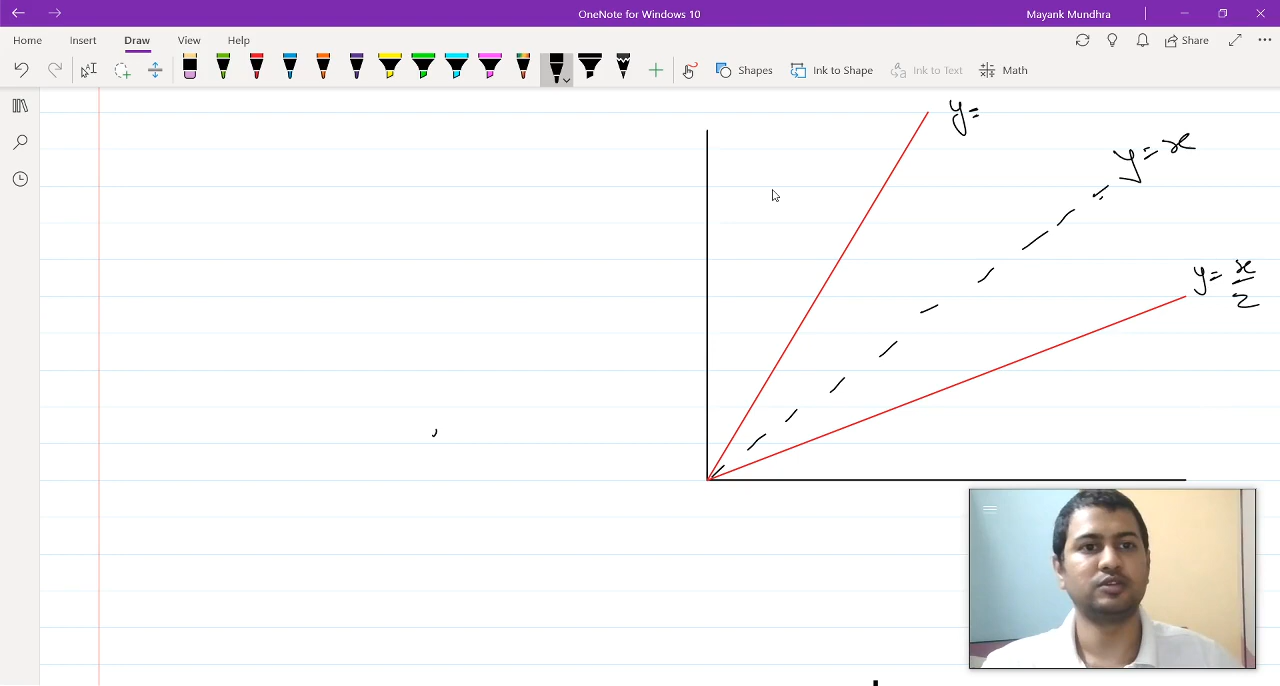 OneNote for Windows 10
Mayank Mundhra
Home Insert Draw View Help
Share
Shapes Ink to Shape Ink to Text Math
y=
y=x
y=x/2